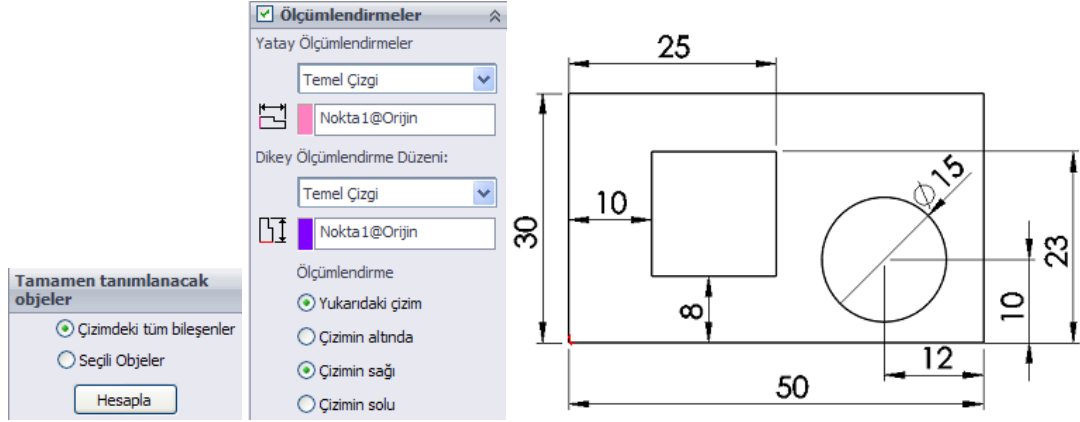 Tamamen tanımlanacak
objeler
Çizimdeki tüm bileşenler
Seçili Objeler
Hesapla
Ölçümlendirmeler
Yatay Ölçümlendirmeler
Temel Çizgi
Nokta1@Orijin
Dikey Ölçümlendirme Düzeni:
Temel Çizgi
Nokta1@Orijin
Ölçümlendirme
Yukarıdaki çizim
Çizimin altında
Çizimin sağı
Çizimin solu
25
10
30
8
Ø 15
23
10
12
50